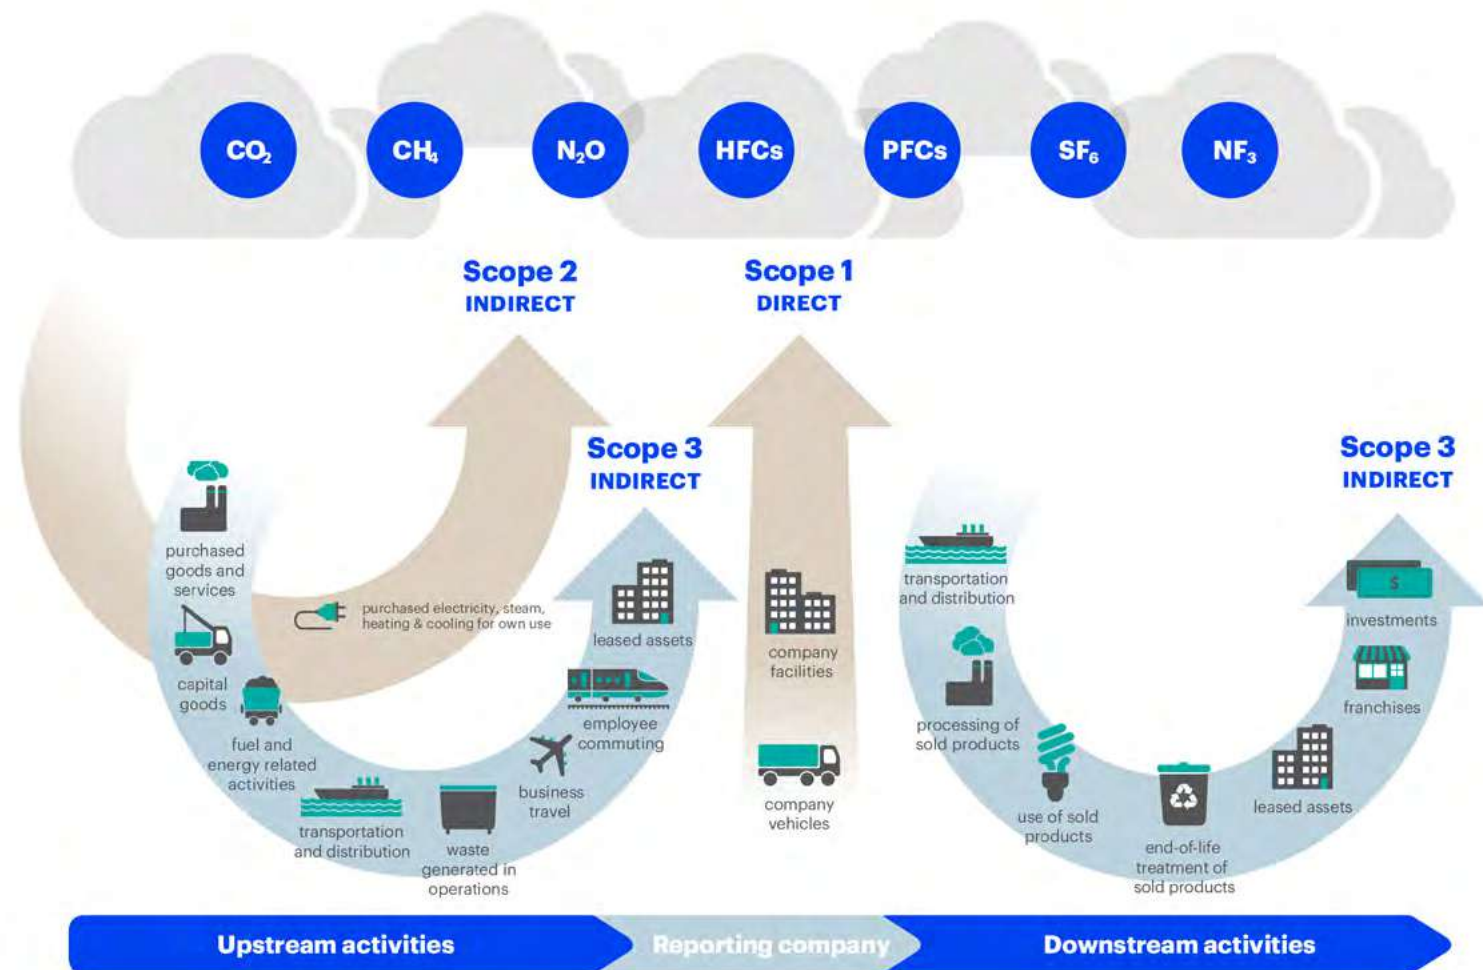 CO₂
CH₄
N₂O
HFCs
PFCs
SF₆
NF₃
Scope 2
INDIRECT
Scope 1
DIRECT
Scope 3
INDIRECT
Scope 3
INDIRECT
purchased
goods and
services
capital
goods
fuel and
energy related
activities
transportation
and distribution
waste
generated in
operations
business
travel
employee
commuting
leased assets
purchased electricity, steam,
heating & cooling for own use
company
facilities
company
vehicles
transportation
and distribution
processing of
sold products
use of sold
products
end-of-life
treatment of
sold products
leased assets
franchises
$
investments
Upstream activities
Reporting company
Downstream activities